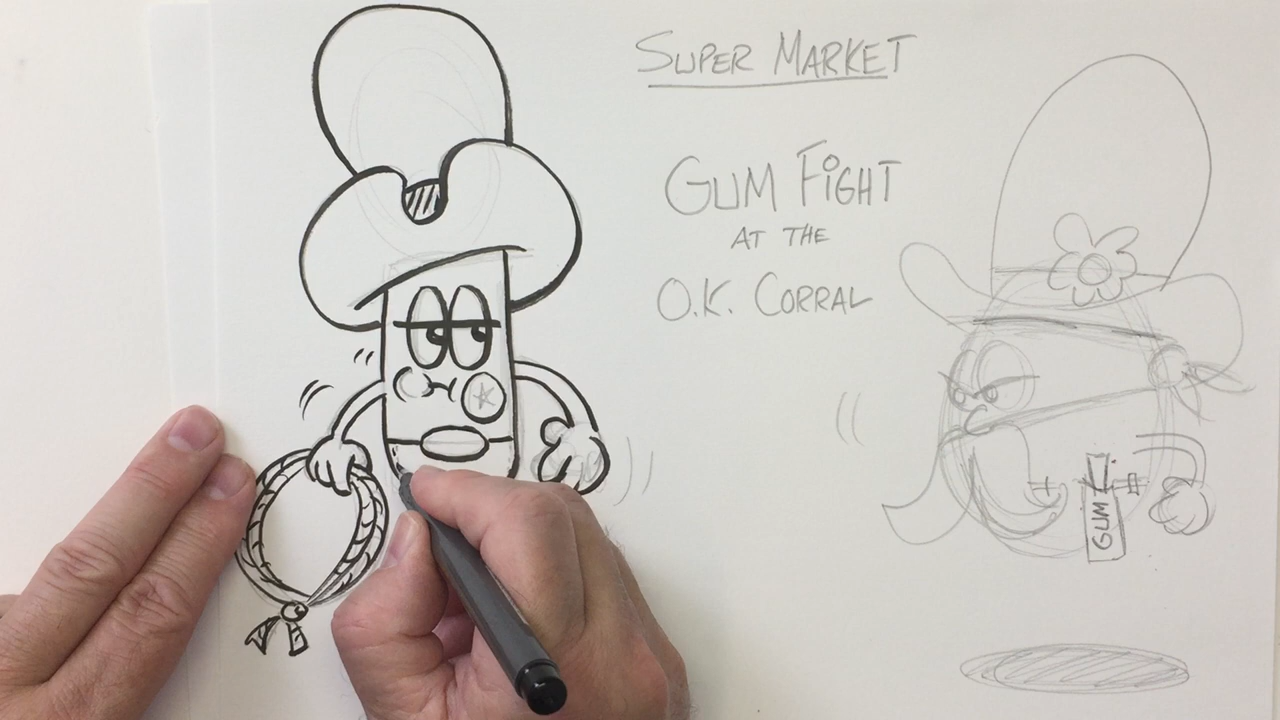 SUPER MARKET
GUM FIGHT
AT THE
O.K. CORRAL
GUM